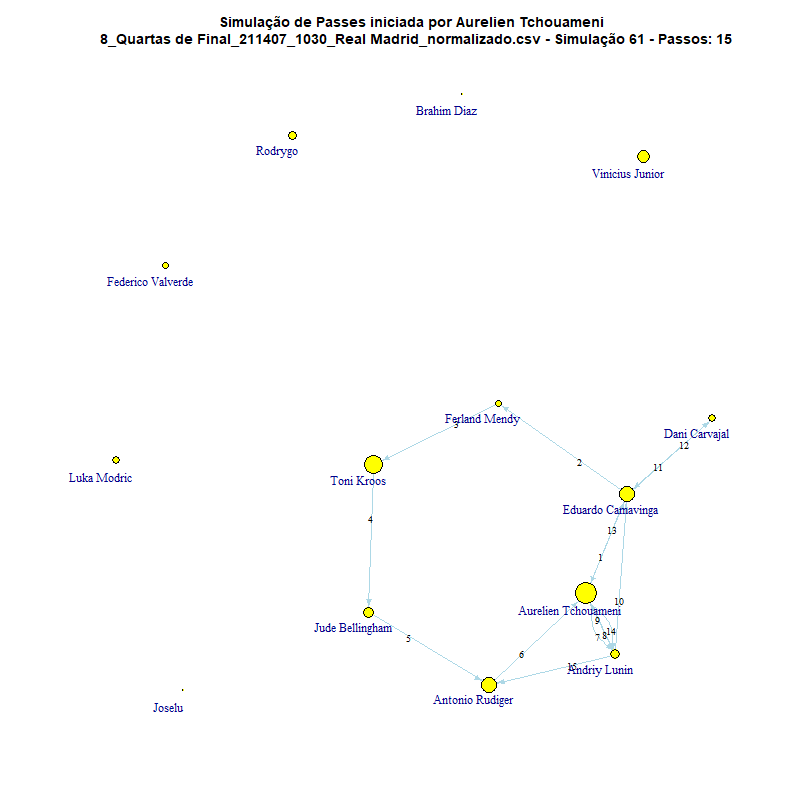 Simulação de Passes iniciada por Aurelien Tchouameni
8_Quartas de Final_211407_1030_Real Madrid_normalizado.csv - Simulação 61 - Passos: 15
Brahim Diaz
Rodrygo
Vinicius Junior
Federico Valverde
Ferland Mendy
3
Dani Carvajal
12
2
11
Luka Modric
Toni Kroos
Eduardo Camavinga
4
13
1
10
Aurelien Tchouameni
9
Jude Bellingham
14
8
7
5
6
15
Andriy Lunin
Antonio Rudiger
Joselu